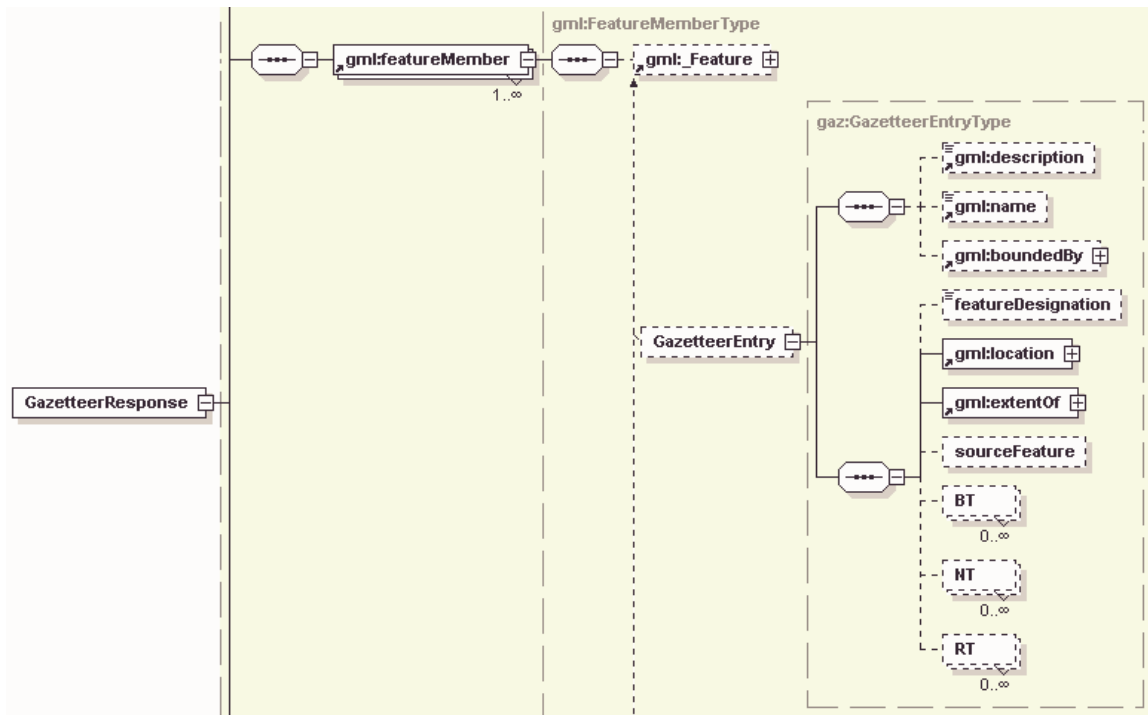 gml:FeatureMemberType
gml:featureMember
1..∞
gml:_Feature
gaz:GazetteerEntryType
gml:description
gml:name
gml:boundedBy
featureDesignation
GazetteerEntry
gml:location
GazetteerResponse
gml:extentOf
sourceFeature
BT
0..∞
NT
0..∞
RT
0..∞